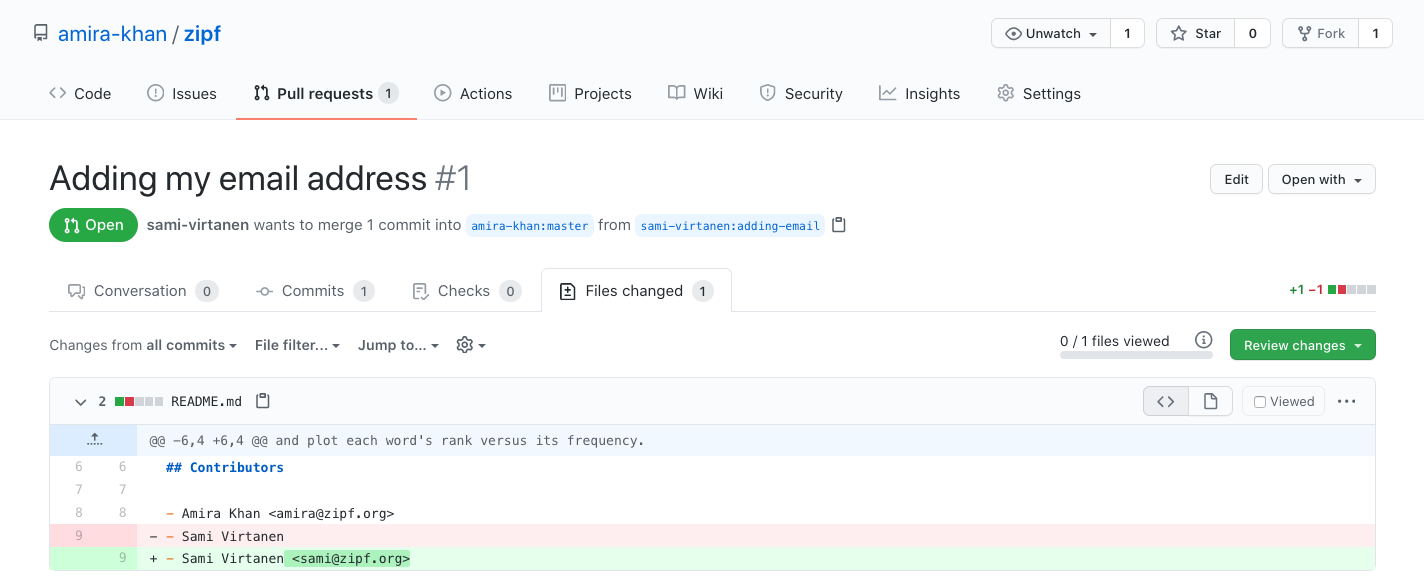 amira-khan / zipf
Unwatch 1 Star 0 Fork 1
Code Issues Pull requests 1 Actions Projects Wiki Security Insights Settings
Adding my email address #1
Edit Open with
Open sami-virtanen wants to merge 1 commit into amira-khan:master from sami-virtanen:adding-email
Conversation 0 Commits 1 Checks 0 Files changed 1 +1 −1
Changes from all commits File filter... Jump to... 0 / 1 files viewed Review changes
2 README.md Viewed
@@ -6,4 +6,4 @@ and plot each word's rank versus its frequency.
6 6 ## Contributors
7 7
8 8 - Amira Khan <amira@zipf.org>
9 - - Sami Virtanen
9 + - Sami Virtanen <sami@zipf.org>